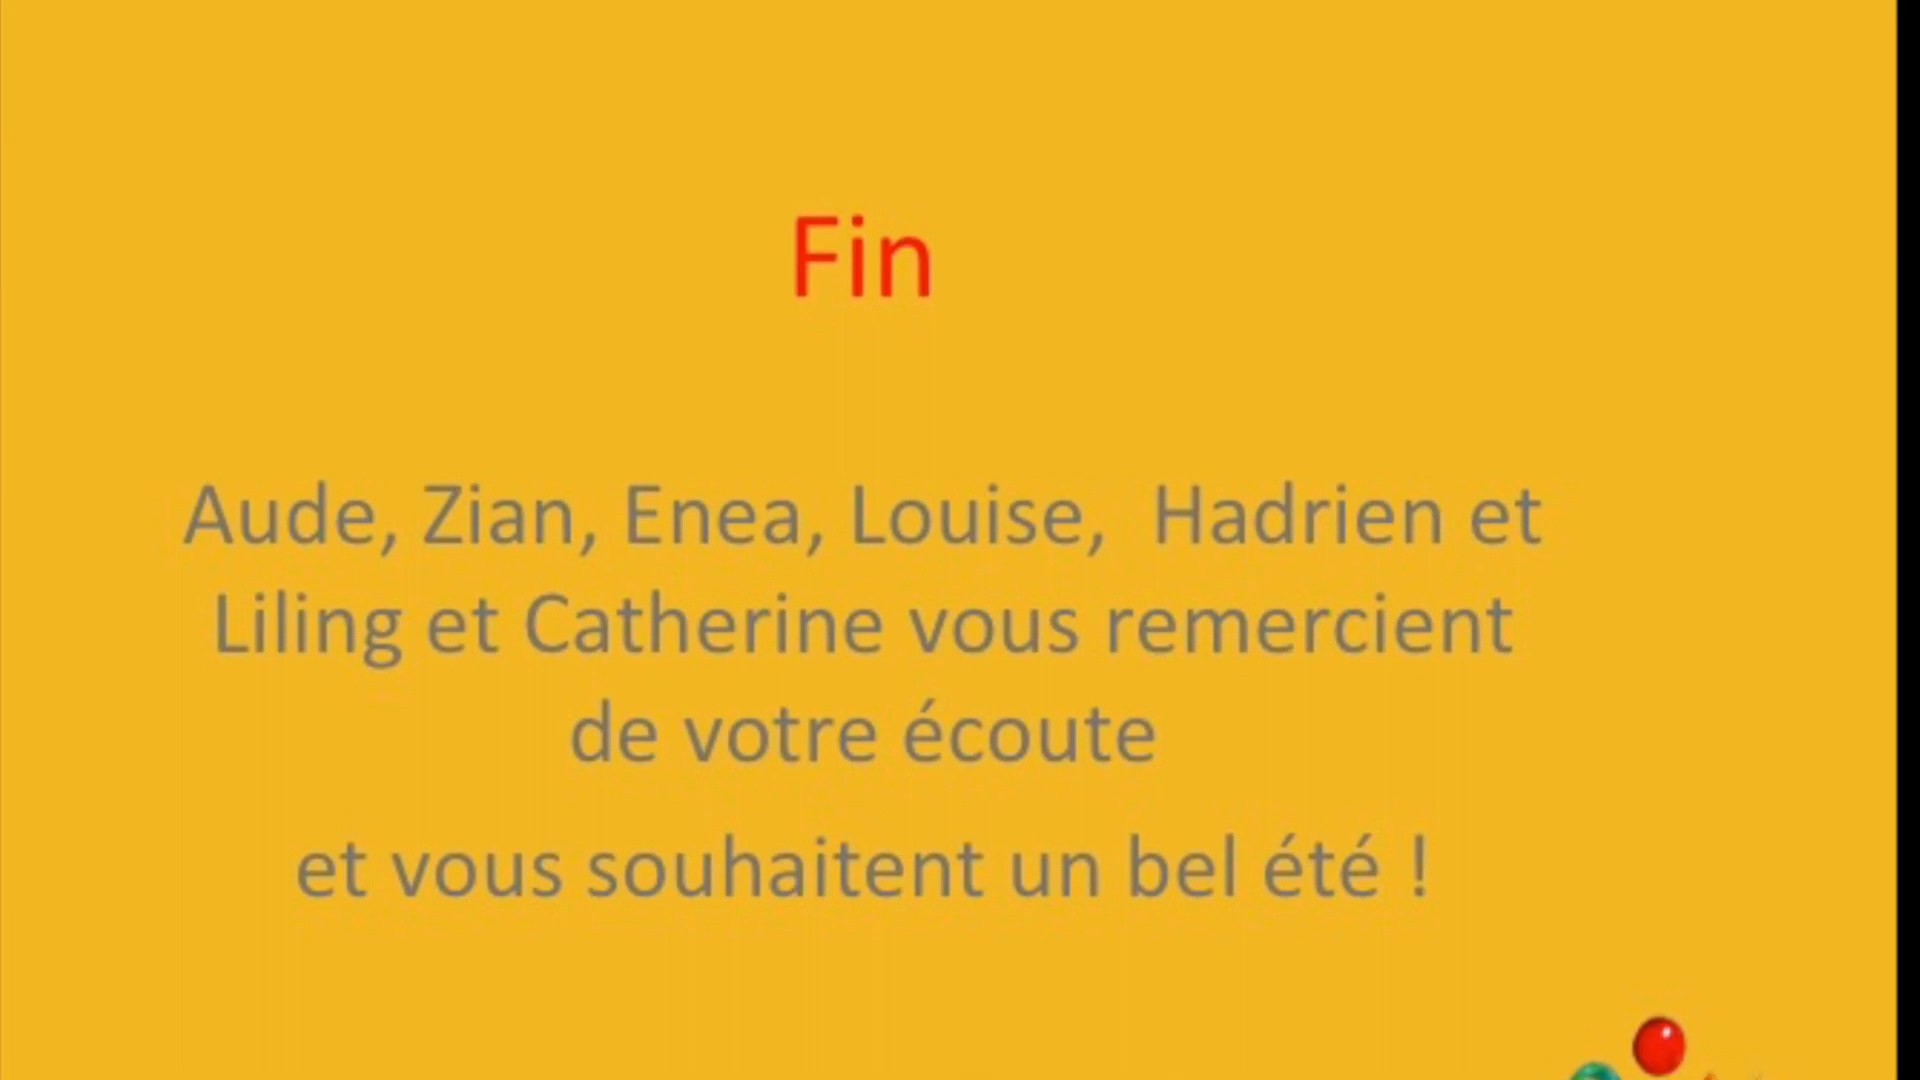 Fin
Aude, Zian, Enea, Louise,  Hadrien et
Liling et Catherine vous remercient
de votre écoute
et vous souhaitent un bel été !